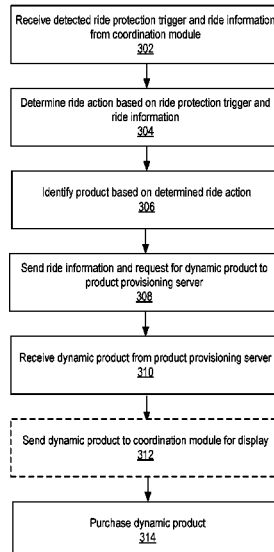 Receive detected ride protection trigger and ride information
from coordination module
302
Determine ride action based on ride protection trigger and
ride information
304
Identify product based on determined ride action
306
Send ride information and request for dynamic product to
product provisioning server
308
Receive dynamic product from product provisioning server
310
Send dynamic product to coordination module for display
312
Purchase dynamic product
314